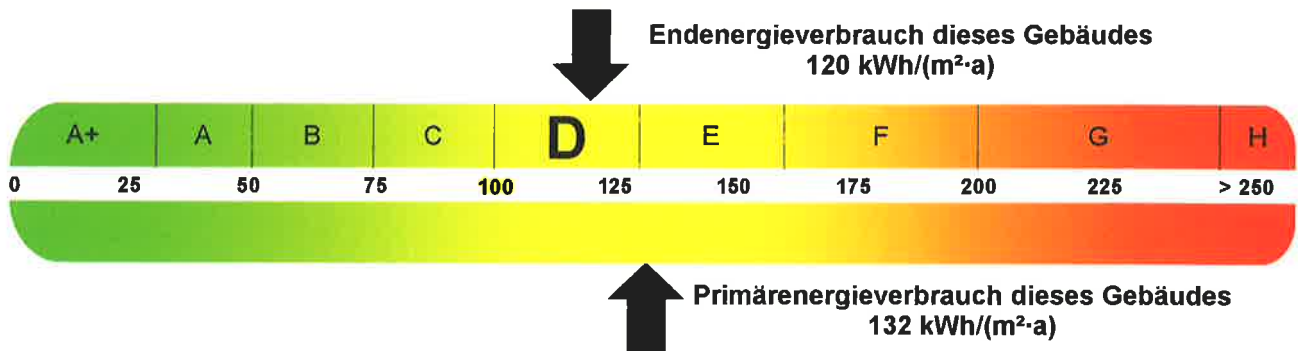 Endenergieverbrauch dieses Gebäudes
120 kWh/(m²·a)
A+ A B C D E F G H
0 25 50 75 100 125 150 175 200 225 > 250
Primärenergieverbrauch dieses Gebäudes
132 kWh/(m²·a)